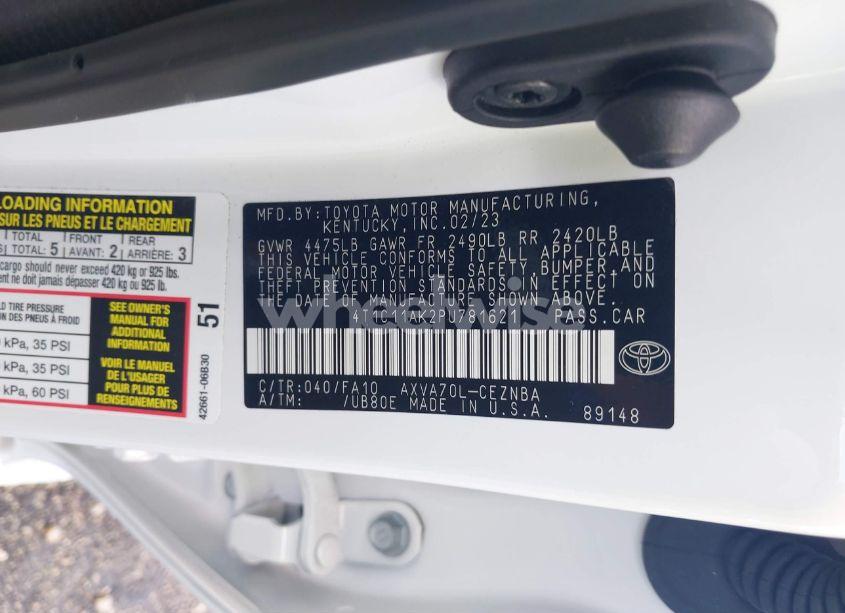 LOADING INFORMATION
SUR LES PNEUS ET LE CHARGEMENT
TOTAL FRONT REAR
TOTAL: 5 AVANT: 2 ARRIÈRE: 3
cargo should never exceed 420 kg or 925 lbs.
ne doit jamais dépasser 420 kg ou 925 lb.
TIRE PRESSURE
DES PNEUS À FROID
kPa, 35 PSI
kPa, 35 PSI
kPa, 60 PSI
SEE OWNER'S
MANUAL FOR
ADDITIONAL
INFORMATION
VOIR LE MANUEL
DE L'USAGER
POUR PLUS DE
RENSEIGNEMENTS
51
42661-06B30
MFD.BY:TOYOTA MOTOR MANUFACTURING,
KENTUCKY, INC.02/23
GVWR 4475LB GAWR FR 2490LB RR 2420LB
THIS VEHICLE CONFORMS TO ALL APPLICABLE
FEDERAL MOTOR VEHICLE SAFETY, BUMPER, AND
THEFT PREVENTION STANDARDS IN EFFECT ON
THE DATE OF MANUFACTURE SHOWN ABOVE.
PASS.CAR
C/TR:040/FA10 AXVA70L-CEZNBA
A/TM: /UB80E MADE IN U.S.A.
89148
wheelwise